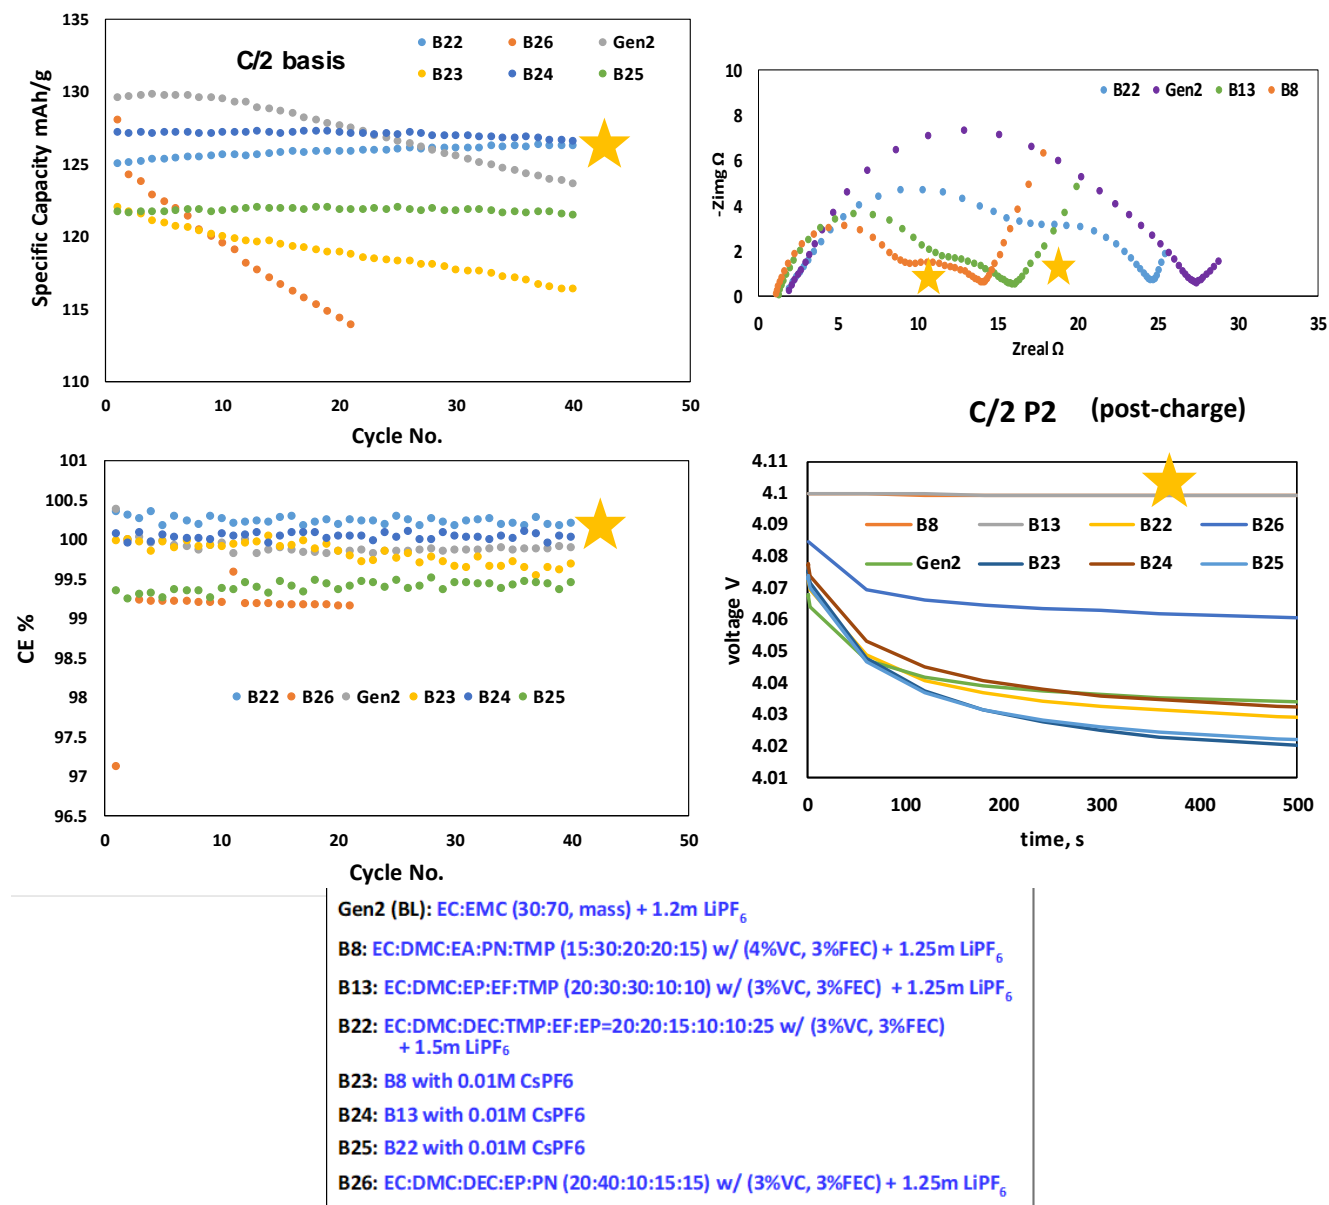 135
130
125
120
115
110
Specific Capacity mAh/g
C/2 basis
B22 B26 Gen2
B23 B24 B25
0 10 20 30 40 50
Cycle No.
10
8
6
4
2
0
-Zimg Ω
B22 Gen2 B13 B8
0 5 10 15 20 25 30 35
Zreal Ω
101
100.5
100
99.5
99
98.5
98
97.5
97
96.5
CE %
B22 B26 Gen2 B23 B24 B25
0 10 20 30 40 50
Cycle No.
C/2 P2 (post-charge)
4.11
4.1
4.09
4.08
4.07
4.06
4.05
4.04
4.03
4.02
4.01
voltage V
B8 B13 B22 B26
Gen2 B23 B24 B25
0 100 200 300 400 500
time, s
Gen2 (BL): EC:EMC (30:70, mass) + 1.2m LiPF₆
B8: EC:DMC:EA:PN:TMP (15:30:20:20:15) w/ (4%VC, 3%FEC) + 1.25m LiPF₆
B13: EC:DMC:EP:EF:TMP (20:30:30:10:10) w/ (3%VC, 3%FEC) + 1.25m LiPF₆
B22: EC:DMC:DEC:TMP:EF:EP=20:20:15:10:10:25 w/ (3%VC, 3%FEC)
+ 1.5m LiPF₆
B23: B8 with 0.01M CsPF6
B24: B13 with 0.01M CsPF6
B25: B22 with 0.01M CsPF6
B26: EC:DMC:DEC:EP:PN (20:40:10:15:15) w/ (3%VC, 3%FEC) + 1.25m LiPF₆